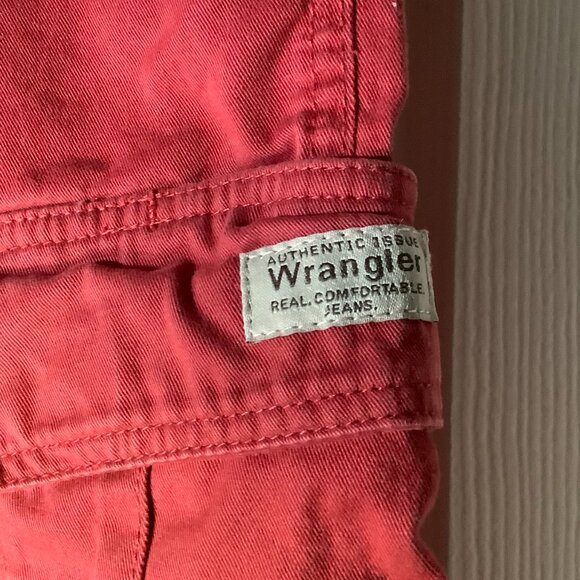 AUTHENTIC ISSUE
Wrangler
REAL.COMFORTABLE.
JEANS.